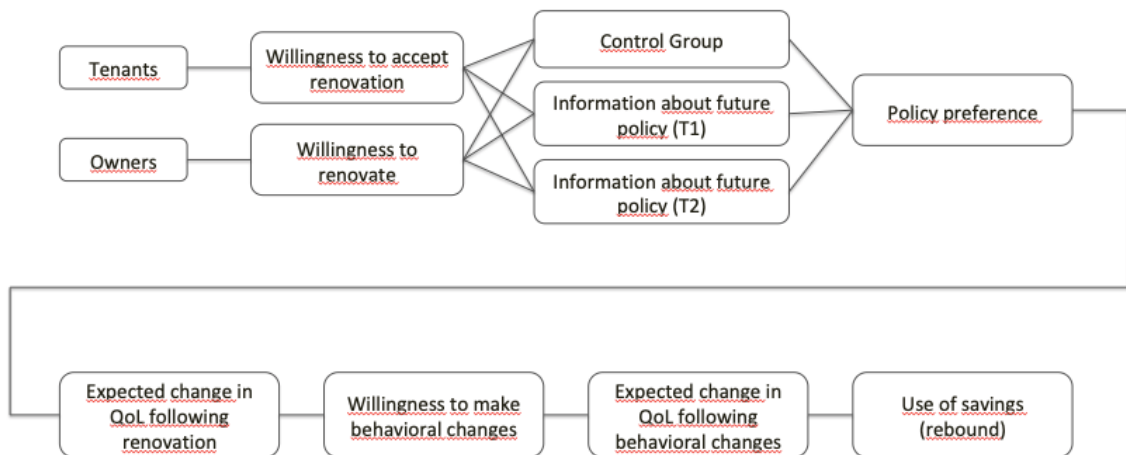 Tenants
Willingness to accept
renovation
Control Group
Information about future
policy (T1)
Policy preference
Owners
Willingness to
renovate
Information about future
policy (T2)
Expected change in
QoL following
renovation
Willingness to make
behavioral changes
Expected change in
QoL following
behavioral changes
Use of savings
(rebound)